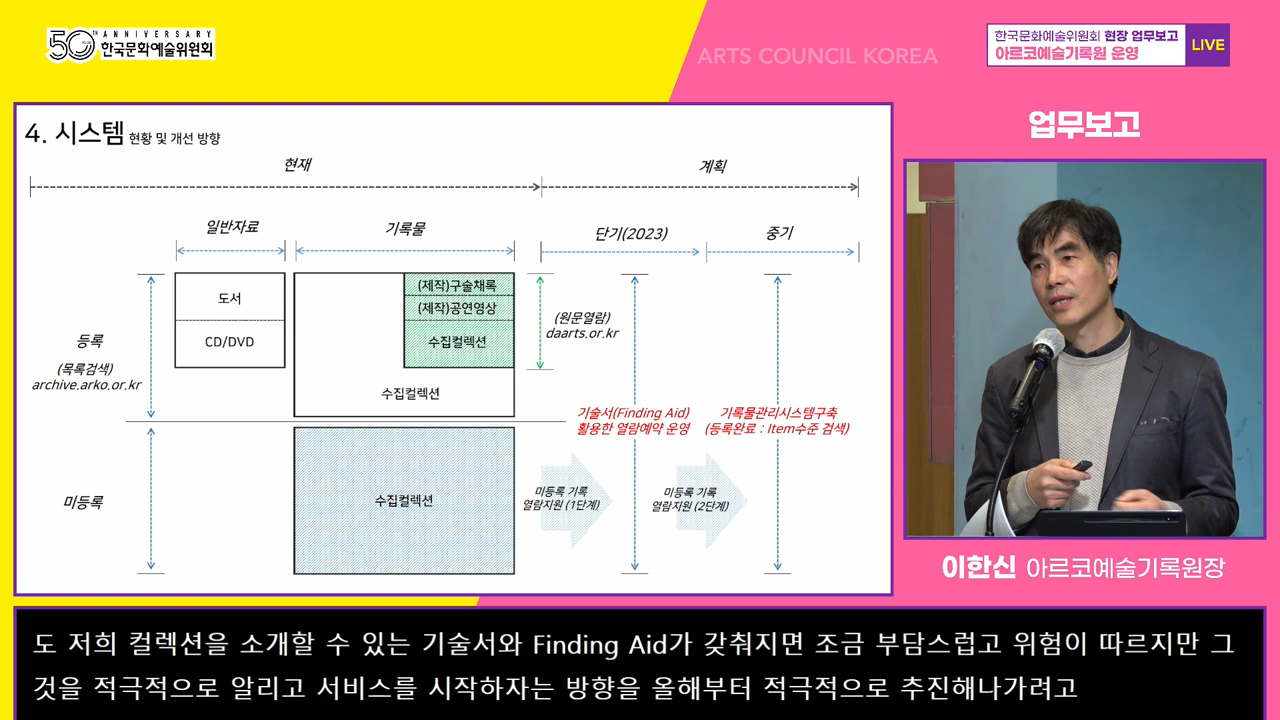 50TH ANNIVERSARY
한국문화예술위원회
ARTS COUNCIL KOREA
한국문화예술위원회 현장 업무보고
아르코예술기록원 운영
LIVE
4. 시스템 현황 및 개선 방향
현재
계획
일반자료
기록물
단기(2023)
중기
도서
CD/DVD
(제작)구술채록
(제작)공연영상
수집컬렉션
수집컬렉션
(원문열람)
daarts.or.kr
등록
(목록검색)
archive.arko.or.kr
기술서(Finding Aid)
활용한 열람예약 운영
기록물관리시스템구축
(등록완료 : Item수준 검색)
미등록
수집컬렉션
미등록 기록
열람지원 (1단계)
미등록 기록
열람지원 (2단계)
업무보고
이한신 아르코예술기록원장
도 저희 컬렉션을 소개할 수 있는 기술서와 Finding Aid가 갖춰지면 조금 부담스럽고 위험이 따르지만 그
것을 적극적으로 알리고 서비스를 시작하자는 방향을 올해부터 적극적으로 추진해나가려고